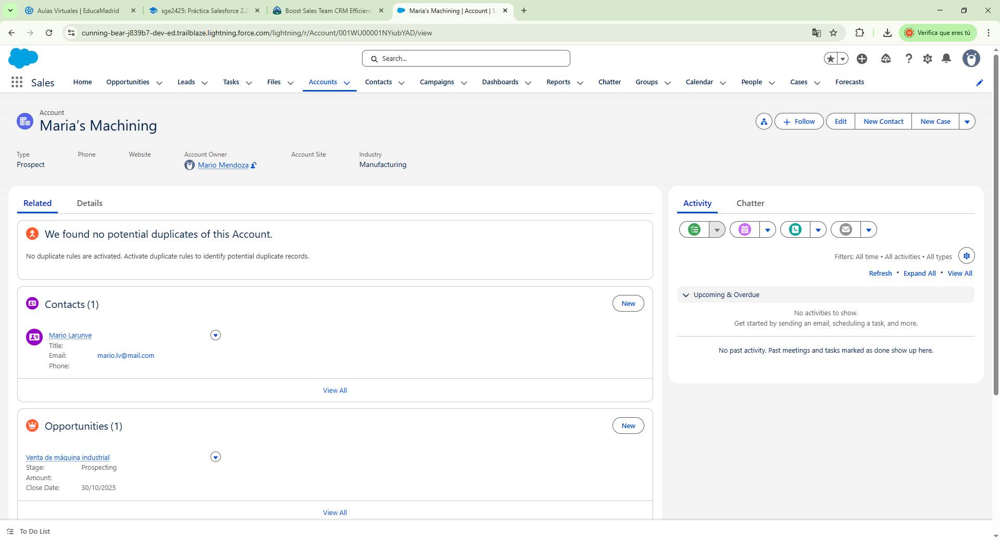 Aulas Virtuales | EducaMadrid
sge2425: Práctica Salesforce 2.2
Boost Sales Team CRM Efficienc
Maria's Machining | Account | S
cunning-bear-j839b7-dev-ed.trailblaze.lightning.force.com/lightning/r/Account/001WU00001NYiubYAD/view
M
Verifica que eres tú
Search...
Sales
Home
Opportunities
Leads
Tasks
Files
Accounts
Contacts
Campaigns
Dashboards
Reports
Chatter
Groups
Calendar
People
Cases
Forecasts
Account
Maria's Machining
Follow
Edit
New Contact
New Case
Type
Phone
Website
Account Owner
Account Site
Industry
Prospect
Mario Mendoza
Manufacturing
Related
Details
We found no potential duplicates of this Account.
No duplicate rules are activated. Activate duplicate rules to identify potential duplicate records.
Contacts (1)
New
Mario Larunve
Title:
Email: mario.lv@mail.com
Phone:
View All
Opportunities (1)
New
Venta de máquina industrial
Stage: Prospecting
Amount:
Close Date: 30/10/2025
View All
Activity
Chatter
Filters: All time • All activities • All types
Refresh • Expand All • View All
Upcoming & Overdue
No activities to show.
Get started by sending an email, scheduling a task, and more.
No past activity. Past meetings and tasks marked as done show up here.
To Do List